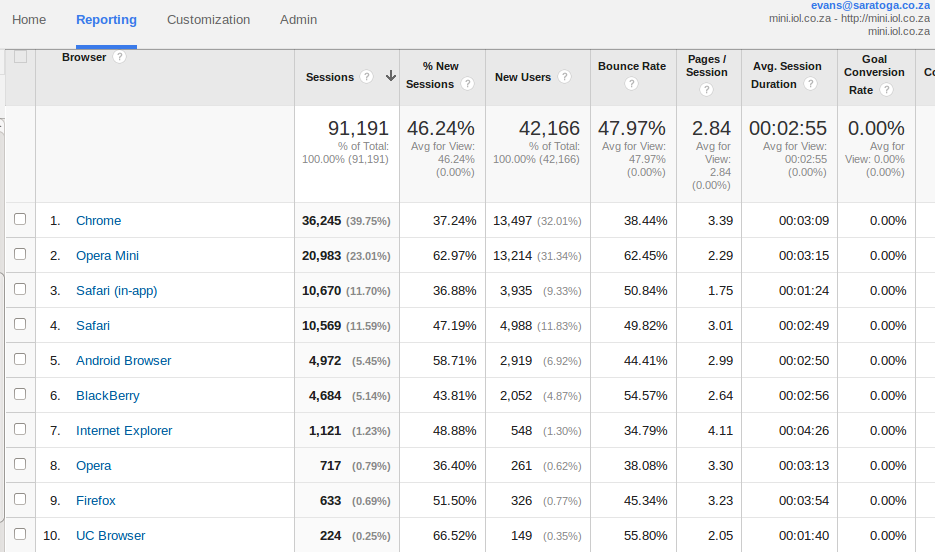 evans@saratoga.co.za
Home Reporting Customization Admin
mini.iol.co.za - http://mini.iol.co.za
mini.iol.co.za
Browser ? Sessions ? % New Sessions ? New Users ? Bounce Rate ? Pages / Session ? Avg. Session Duration ? Goal Conversion Rate ? Co
91,191 46.24% 42,166 47.97% 2.84 00:02:55 0.00%
% of Total: 100.00% (91,191) Avg for View: 46.24% (0.00%) % of Total: 100.00% (42,166) Avg for View: 47.97% (0.00%) Avg for View: 2.84 (0.00%) Avg for View: 00:02:55 (0.00%) Avg for View: 0.00% (0.00%)
1. Chrome 36,245 (39.75%) 37.24% 13,497 (32.01%) 38.44% 3.39 00:03:09 0.00%
2. Opera Mini 20,983 (23.01%) 62.97% 13,214 (31.34%) 62.45% 2.29 00:03:15 0.00%
3. Safari (in-app) 10,670 (11.70%) 36.88% 3,935 (9.33%) 50.84% 1.75 00:01:24 0.00%
4. Safari 10,569 (11.59%) 47.19% 4,988 (11.83%) 49.82% 3.01 00:02:49 0.00%
5. Android Browser 4,972 (5.45%) 58.71% 2,919 (6.92%) 44.41% 2.99 00:02:50 0.00%
6. BlackBerry 4,684 (5.14%) 43.81% 2,052 (4.87%) 54.57% 2.64 00:02:56 0.00%
7. Internet Explorer 1,121 (1.23%) 48.88% 548 (1.30%) 34.79% 4.11 00:04:26 0.00%
8. Opera 717 (0.79%) 36.40% 261 (0.62%) 38.08% 3.30 00:03:13 0.00%
9. Firefox 633 (0.69%) 51.50% 326 (0.77%) 45.34% 3.23 00:03:54 0.00%
10. UC Browser 224 (0.25%) 66.52% 149 (0.35%) 55.80% 2.05 00:01:40 0.00%